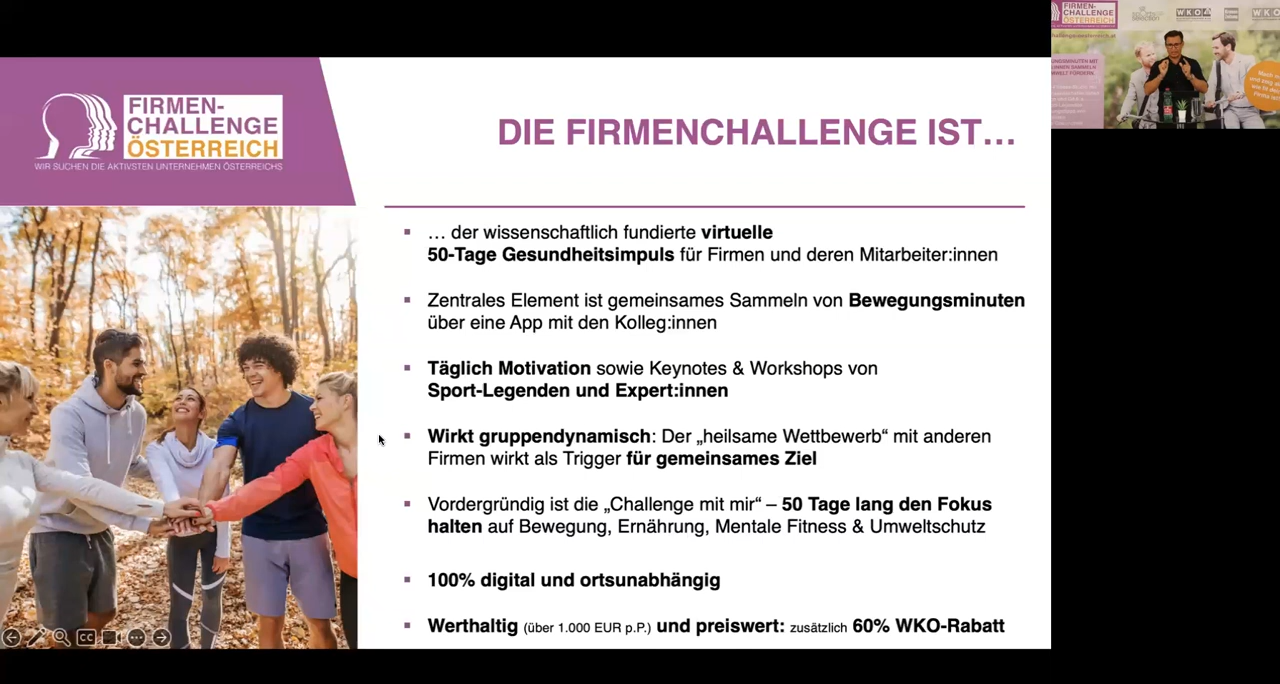 FIRMEN-
CHALLENGE
ÖSTERREICH
WIR SUCHEN DIE AKTIVSTEN UNTERNEHMEN ÖSTERREICHS
DIE FIRMENCHALLENGE IST…
… der wissenschaftlich fundierte virtuelle
50-Tage Gesundheitsimpuls für Firmen und deren Mitarbeiter:innen
Zentrales Element ist gemeinsames Sammeln von Bewegungsminuten
über eine App mit den Kolleg:innen
Täglich Motivation sowie Keynotes & Workshops von
Sport-Legenden und Expert:innen
Wirkt gruppendynamisch: Der „heilsame Wettbewerb“ mit anderen
Firmen wirkt als Trigger für gemeinsames Ziel
Vordergründig ist die „Challenge mit mir“ – 50 Tage lang den Fokus
halten auf Bewegung, Ernährung, Mentale Fitness & Umweltschutz
100% digital und ortsunabhängig
Werthaltig (über 1.000 EUR p.P.) und preiswert: zusätzlich 60% WKO-Rabatt
CC
FIRMEN-
CHALLENGE
ÖSTERREICH
WKO
WKO